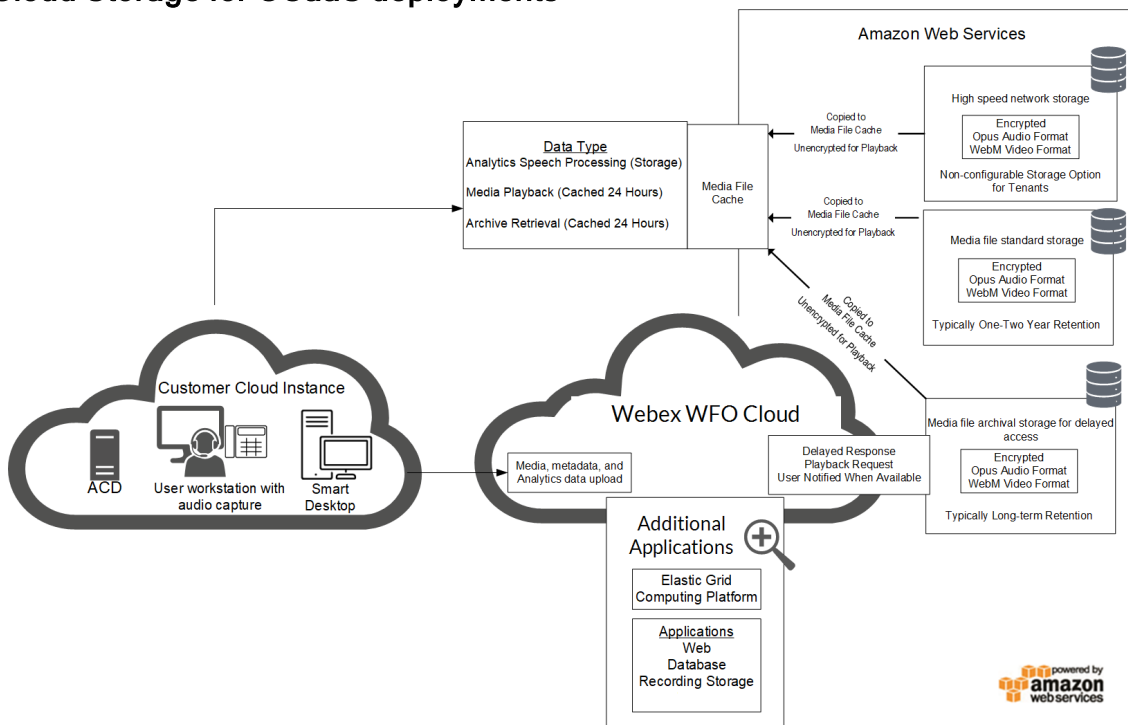 Cloud Storage for CCaaS deployments
Amazon Web Services
High speed network storage
Encrypted
Opus Audio Format
WebM Video Format
Non-configurable Storage Option
for Tenants
Copied to
Media File Cache
Unencrypted for Playback
Data Type
Analytics Speech Processing (Storage)
Media Playback (Cached 24 Hours)
Archive Retrieval (Cached 24 Hours)
Media File
Cache
Copied to
Media File Cache
Unencrypted for Playback
Media file standard storage
Encrypted
Opus Audio Format
WebM Video Format
Typically One-Two Year Retention
Copied to
Media File Cache
Unencrypted for Playback
Customer Cloud Instance
ACD
User workstation with
audio capture
Smart
Desktop
Webex WFO Cloud
Media, metadata, and
Analytics data upload
Delayed Response
Playback Request
User Notified When Available
Media file archival storage for delayed
access
Encrypted
Opus Audio Format
WebM Video Format
Typically Long-term Retention
Additional
Applications
Elastic Grid
Computing Platform
Applications
Web
Database
Recording Storage
powered by
amazon
webservices